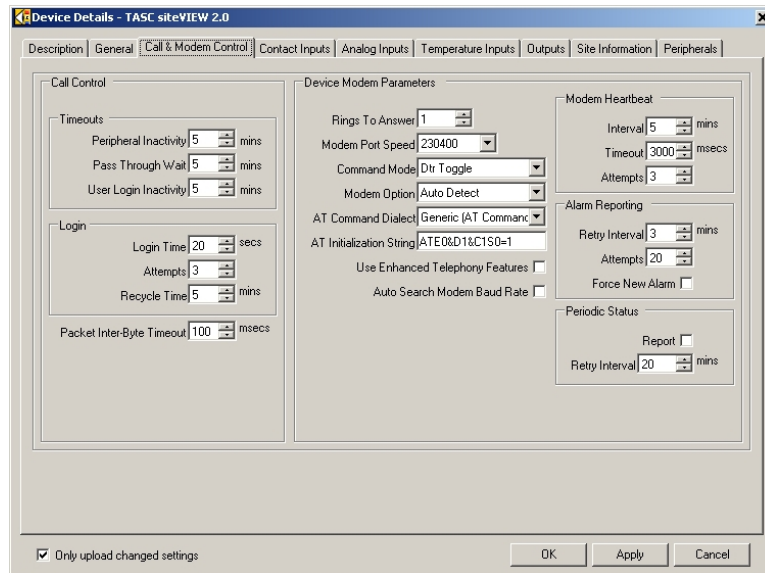 Device Details - TASC siteVIEW 2.0
Description General Call & Modem Control Contact Inputs Analog Inputs Temperature Inputs Outputs Site Information Peripherals
Call Control
Timeouts
Peripheral Inactivity 5 mins
Pass Through Wait 5 mins
User Login Inactivity 5 mins
Login
Login Time 20 secs
Attempts 3
Recycle Time 5 mins
Packet Inter-Byte Timeout 100 msecs
Device Modem Parameters
Rings To Answer 1
Modem Port Speed 230400
Command Mode Dtr Toggle
Modem Option Auto Detect
AT Command Dialect Generic (AT Commanc
AT Initialization String ATE0&D1&C1S0=1
Use Enhanced Telephony Features
Auto Search Modem Baud Rate
Modem Heartbeat
Interval 5 mins
Timeout 3000 msecs
Attempts 3
Alarm Reporting
Retry Interval 3 mins
Attempts 20
Force New Alarm
Periodic Status
Report
Retry Interval 20 mins
Only upload changed settings
OK Apply Cancel